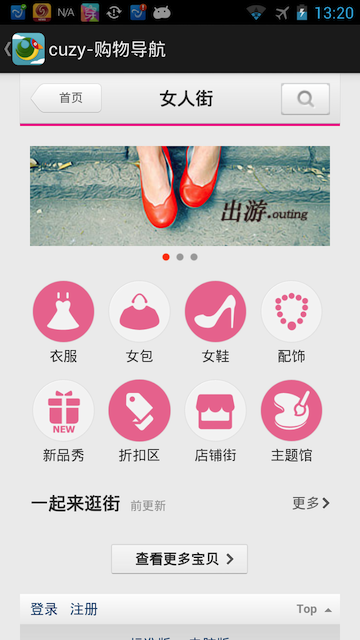 N/A
13:20
cuzy-购物导航
首页
女人街
出游.outing
衣服 女包 女鞋 配饰
NEW
新品秀 折扣区 店铺街 主题馆
一起来逛街 前更新 更多
查看更多宝贝
登录 注册 Top